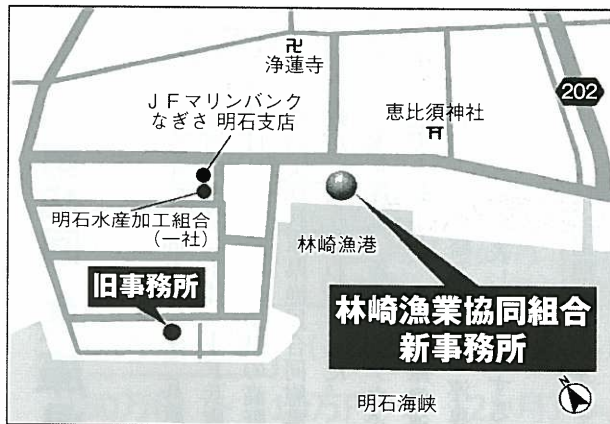 卍
浄蓮寺
202
JFマリンバンク
なぎさ 明石支店
恵比須神社
明石水産加工組合
(一社)
林崎漁港
旧事務所
林崎漁業協同組合
新事務所
明石海峡
N